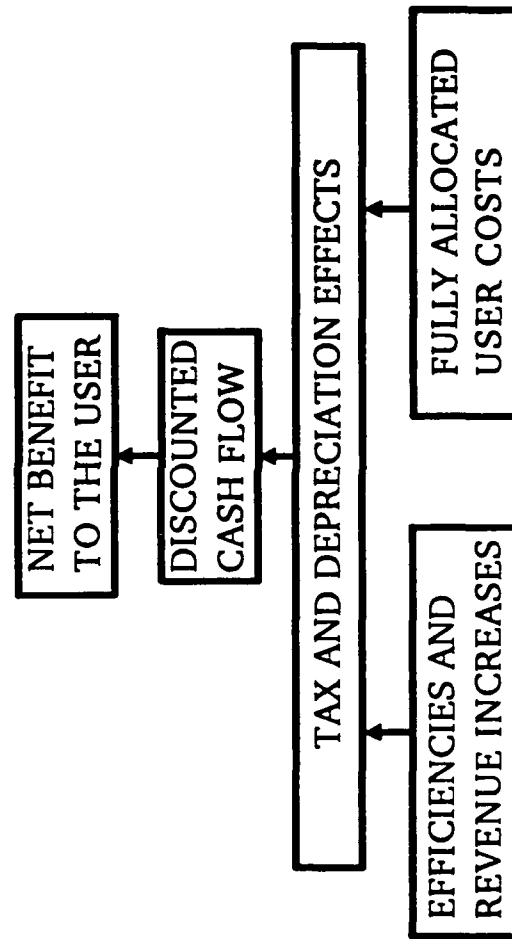 NET BENEFIT
TO THE USER
DISCOUNTED
CASH FLOW
TAX AND DEPRECIATION EFFECTS
EFFICIENCIES AND
REVENUE INCREASES
FULLY ALLOCATED
USER COSTS